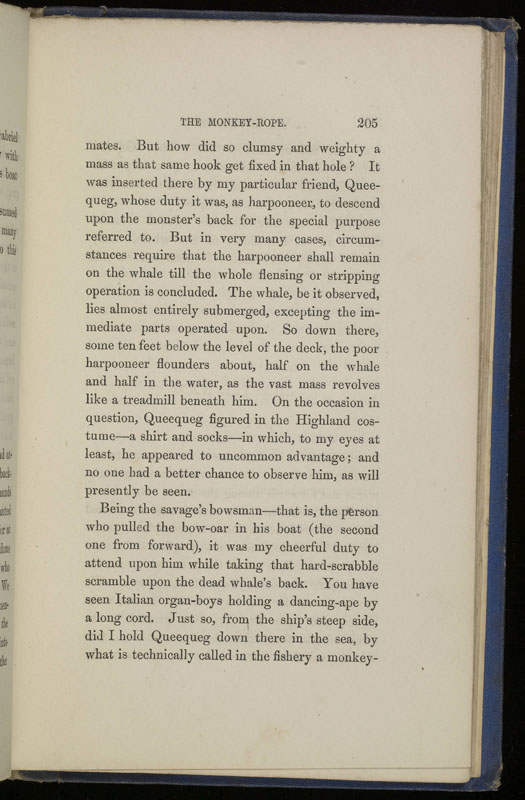 THE MONKEY-ROPE. 205
mates. But how did so clumsy and weighty a
mass as that same hook get fixed in that hole? It
was inserted there by my particular friend, Quee-
queg, whose duty it was, as harpooneer, to descend
upon the monster's back for the special purpose
referred to. But in very many cases, circum-
stances require that the harpooneer shall remain
on the whale till the whole flensing or stripping
operation is concluded. The whale, be it observed,
lies almost entirely submerged, excepting the im-
mediate parts operated upon. So down there,
some ten feet below the level of the deck, the poor
harpooneer flounders about, half on the whale
and half in the water, as the vast mass revolves
like a treadmill beneath him. On the occasion in
question, Queequeg figured in the Highland cos-
tume—a shirt and socks—in which, to my eyes at
least, he appeared to uncommon advantage; and
no one had a better chance to observe him, as will
presently be seen.
Being the savage's bowsman—that is, the person
who pulled the bow-oar in his boat (the second
one from forward), it was my cheerful duty to
attend upon him while taking that hard-scrabble
scramble upon the dead whale's back. You have
seen Italian organ-boys holding a dancing-ape by
a long cord. Just so, from the ship's steep side,
did I hold Queequeg down there in the sea, by
what is technically called in the fishery a monkey-